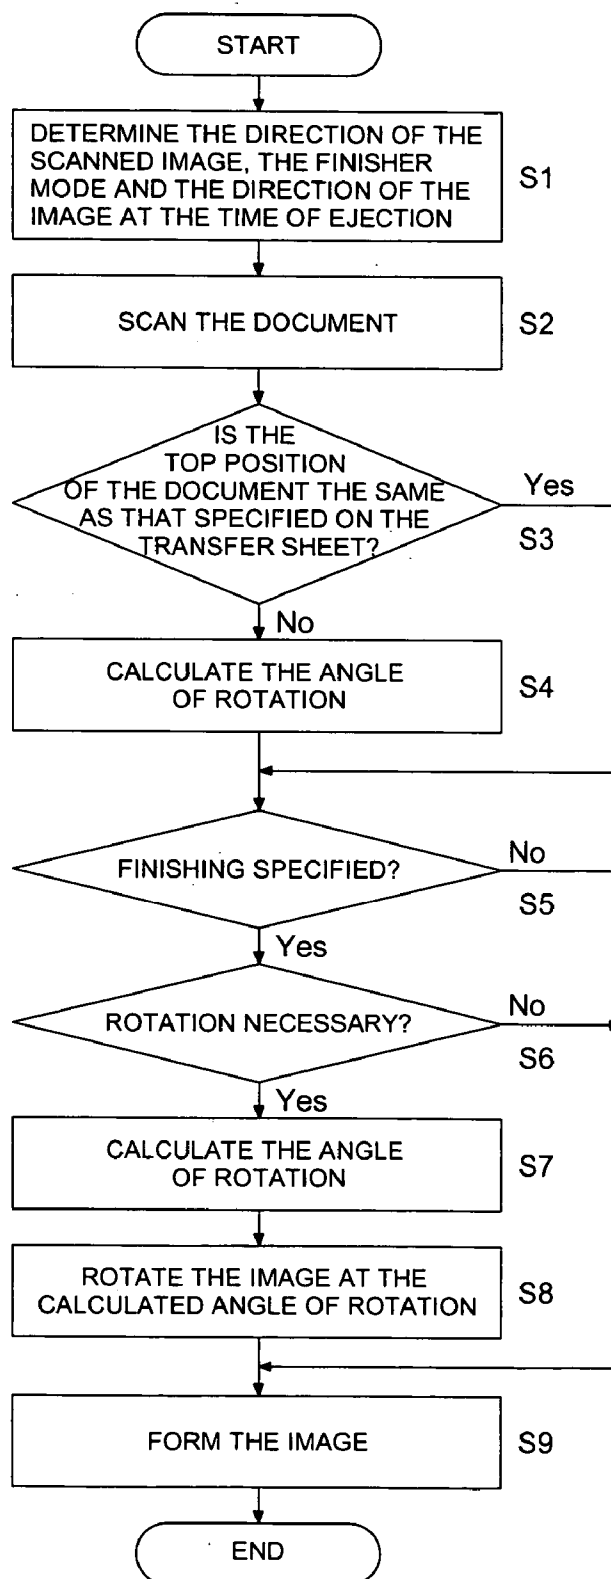 START
DETERMINE THE DIRECTION OF THE
SCANNED IMAGE, THE FINISHER
MODE AND THE DIRECTION OF THE
IMAGE AT THE TIME OF EJECTION
S1
SCAN THE DOCUMENT
S2
IS THE
TOP POSITION
OF THE DOCUMENT THE SAME
AS THAT SPECIFIED ON THE
TRANSFER SHEET?
Yes
S3
No
CALCULATE THE ANGLE
OF ROTATION
S4
FINISHING SPECIFIED?
No
S5
Yes
ROTATION NECESSARY?
No
S6
Yes
CALCULATE THE ANGLE
OF ROTATION
S7
ROTATE THE IMAGE AT THE
CALCULATED ANGLE OF ROTATION
S8
FORM THE IMAGE
S9
END